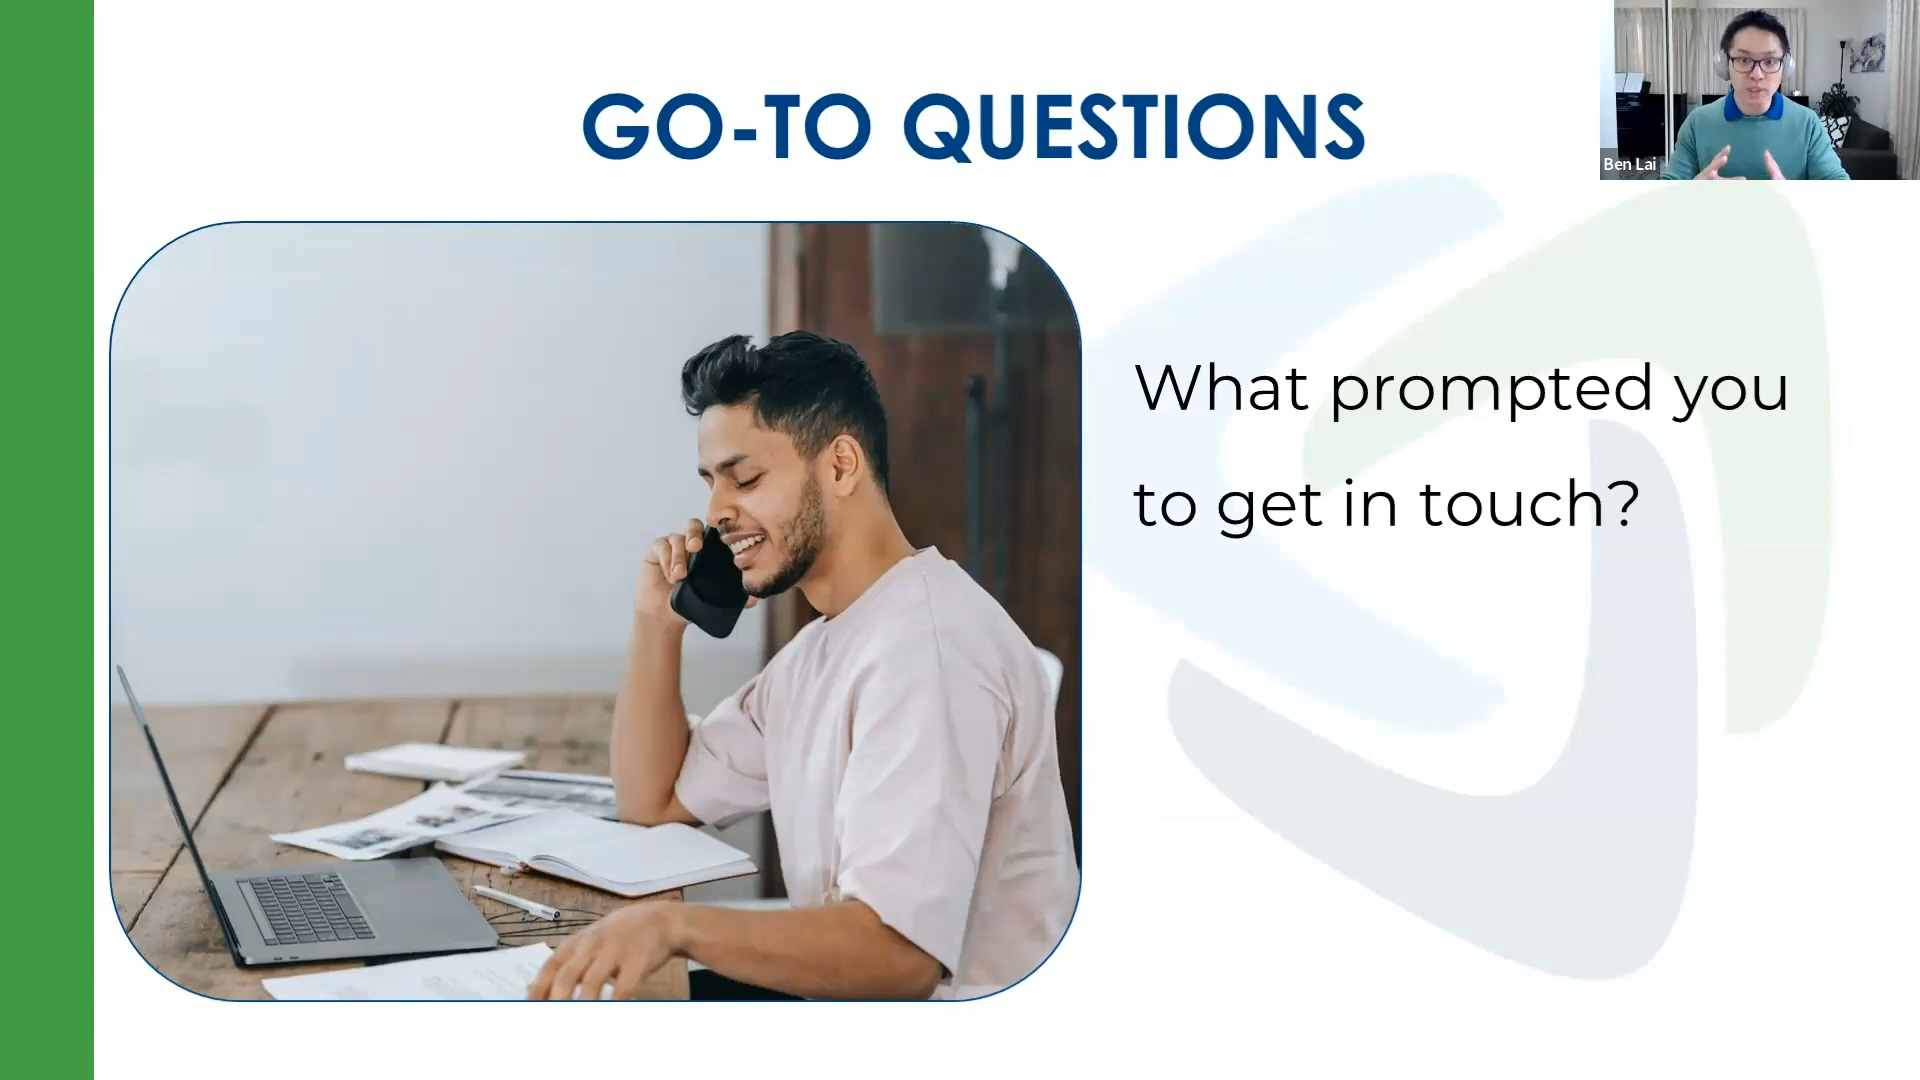 GO-TO QUESTIONS
Ben Lai
What prompted you
to get in touch?